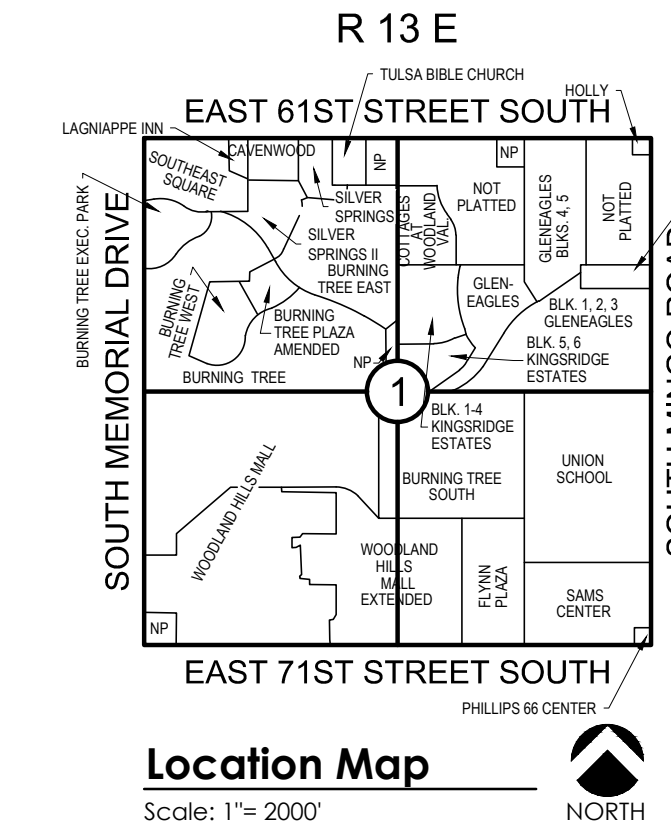 R 13 E
TULSA BIBLE CHURCH
HOLLY
EAST 61ST STREET SOUTH
LAGNIAPPE INN
CAVENWOOD
NP
NP
SOUTHEAST
SQUARE
SILVER
SPRINGS
NOT
PLATTED
GLENEAGLES
BLKS. 4, 5
NOT
PLATTED
COTTAGES
AT
WOODLAND
VAL.
BURNING TREE EXEC. PARK
SOUTH MEMORIAL DRIVE
SILVER
SPRINGS II
BURNING
TREE EAST
GLEN-
EAGLES
BURNING
TREE WEST
BURNING
TREE PLAZA
AMENDED
BLK. 1, 2, 3
GLENEAGLES
BLK. 5, 6
KINGSRIDGE
ESTATES
NP
BURNING TREE
1
BLK. 1-4
KINGSRIDGE
ESTATES
WOODLAND HILLS MALL
BURNING TREE
SOUTH
UNION
SCHOOL
WOODLAND
HILLS
MALL
EXTENDED
FLYNN
PLAZA
SAMS
CENTER
NP
EAST 71ST STREET SOUTH
PHILLIPS 66 CENTER
Location Map
Scale: 1"= 2000'
NORTH